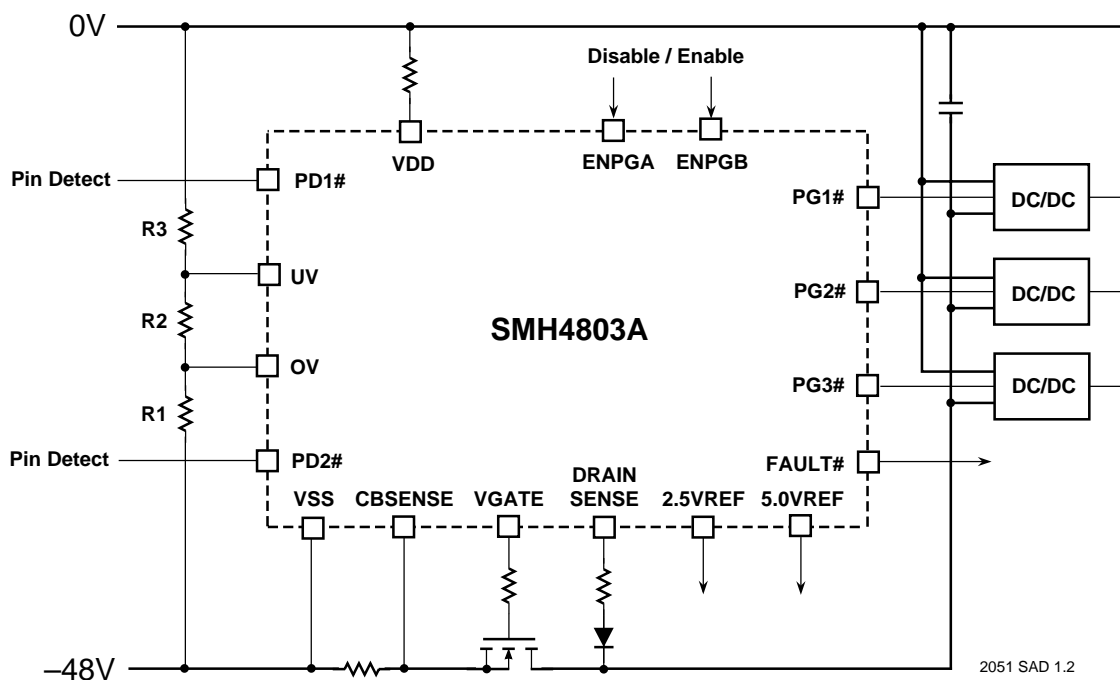 0V
Disable / Enable
VDD
ENPGA
ENPGB
Pin Detect
PD1#
PG1#
DC/DC
R3
UV
PG2#
DC/DC
R2
SMH4803A
OV
PG3#
DC/DC
R1
Pin Detect
PD2#
FAULT#
VSS
CBSENSE
VGATE
DRAIN
SENSE
2.5VREF
5.0VREF
–48V
2051 SAD 1.2